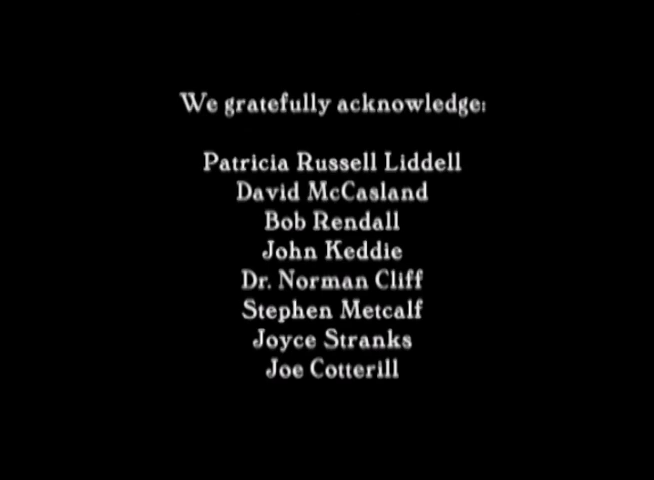 We gratefully acknowledge:
Patricia Russell Liddell
David McCasland
Bob Rendall
John Keddie
Dr. Norman Cliff
Stephen Metcalf
Joyce Stranks
Joe Cotterill